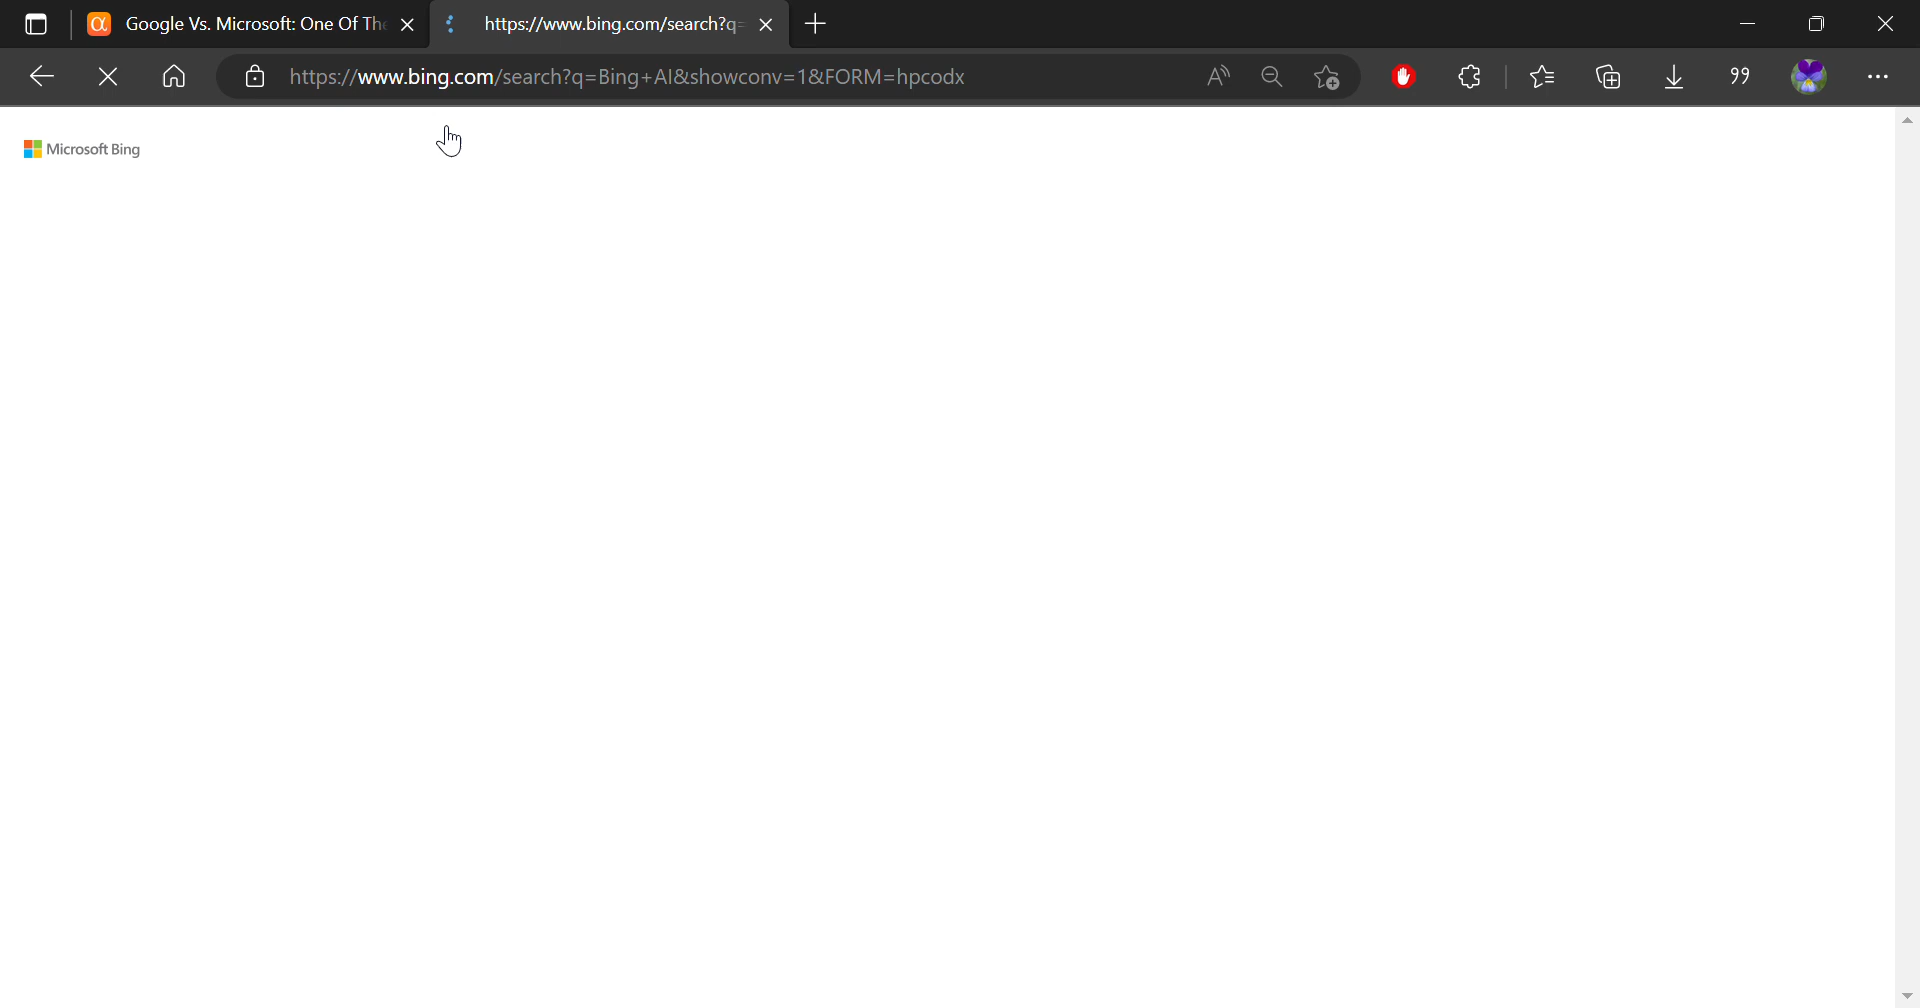 Google Vs. Microsoft: One Of The
https://www.bing.com/search?q=
https://www.bing.com/search?q=Bing+AI&showconv=1&FORM=hpcodx
Microsoft Bing